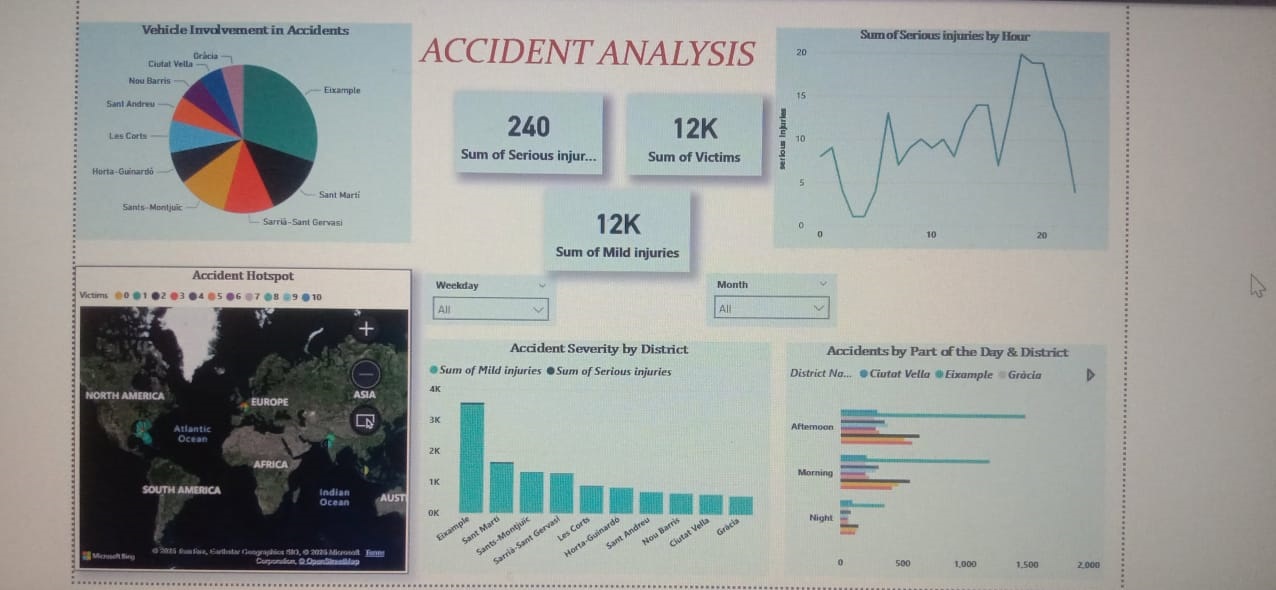 Vehicle Involvement in Accidents
Gràcia
Ciutat Vella
Nou Barris
Sant Andreu
Les Corts
Horta-Guinardó
Sants-Montjuïc
Eixample
Sant Martí
Sarrià-Sant Gervasi
ACCIDENT ANALYSIS
240
Sum of Serious injur...
12K
Sum of Victims
12K
Sum of Mild injuries
Sum of Serious injuries by Hour
serious injuries
20
15
10
5
0
0 10 20
Accident Hotspot
Victims 0 1 2 3 4 5 6 7 8 9 10
NORTH AMERICA
EUROPE
ASIA
Atlantic
Ocean
AFRICA
SOUTH AMERICA
Indian
Ocean
AUST
Microsoft Bing
Corporation, © OpenStreetMap
Terms
Weekday
All
Month
All
Accident Severity by District
Sum of Mild injuries Sum of Serious injuries
4K
3K
2K
1K
0K
Eixample
Sant Martí
Sants-Montjuïc
Sarrià-Sant Gervasi
Les Corts
Horta-Guinardó
Sant Andreu
Nou Barris
Ciutat Vella
Gràcia
Accidents by Part of the Day & District
District Na... Ciutat Vella Eixample Gràcia
Afternoon
Morning
Night
0 500 1,000 1,500 2,000